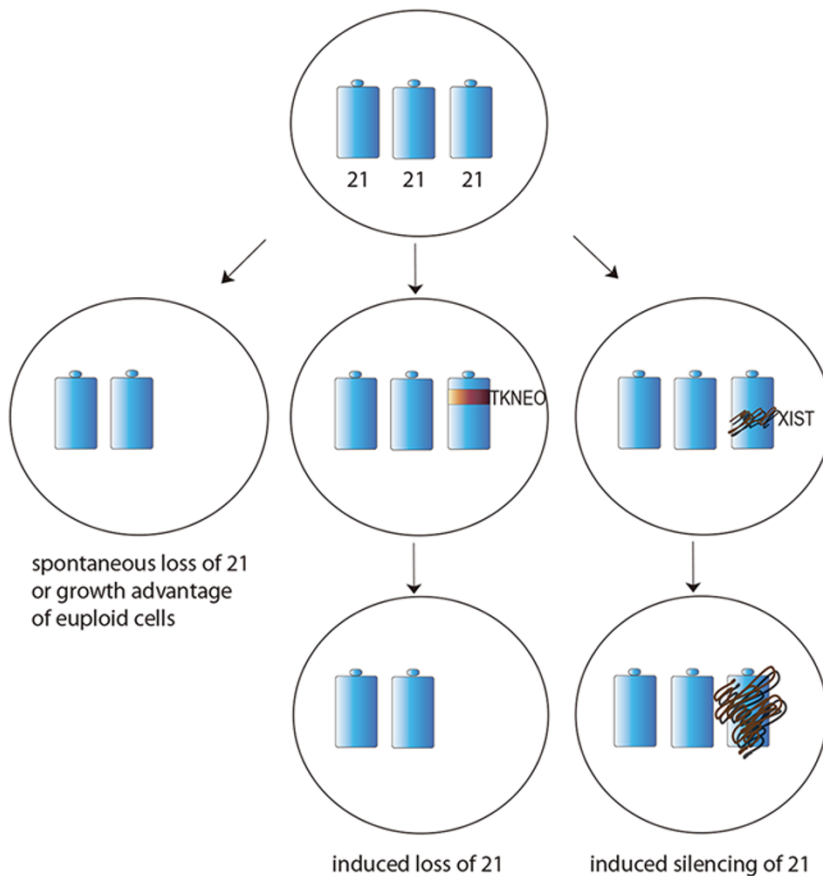 21 21 21
TKNEO
XIST
spontaneous loss of 21
or growth advantage
of euploid cells
induced loss of 21
induced silencing of 21